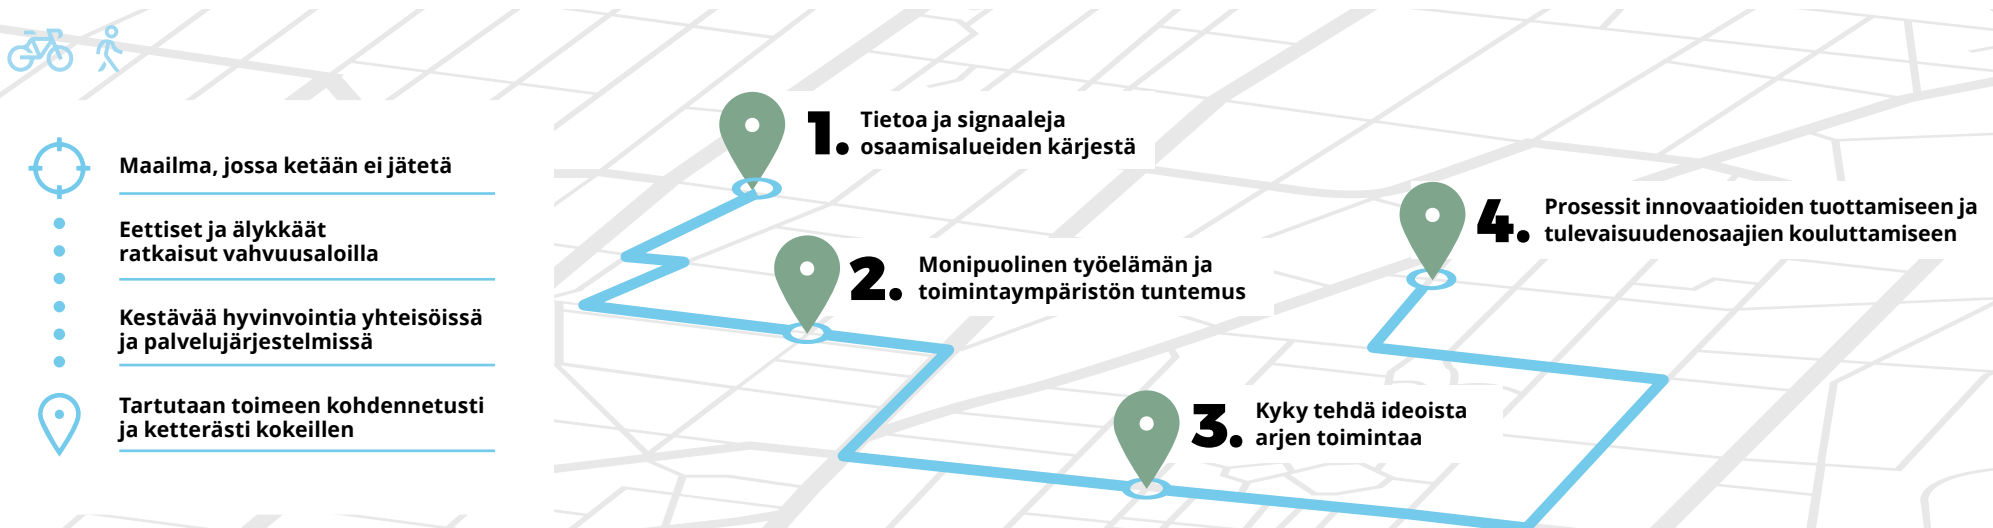 Maailma, jossa ketään ei jätetä
Eettiset ja älykkäät
ratkaisut vahvuusaloilla
Kestävää hyvinvointia yhteisöissä
ja palvelujärjestelmissä
Tartutaan toimeen kohdennetusti
ja ketterästi kokeillen
1. Tietoa ja signaaleja
osaamisalueiden kärjestä
2. Monipuolinen työelämän ja
toimintaympäristön tuntemus
3. Kyky tehdä ideoista
arjen toimintaa
4. Prosessit innovaatioiden tuottamiseen ja
tulevaisuudenosaajien kouluttamiseen